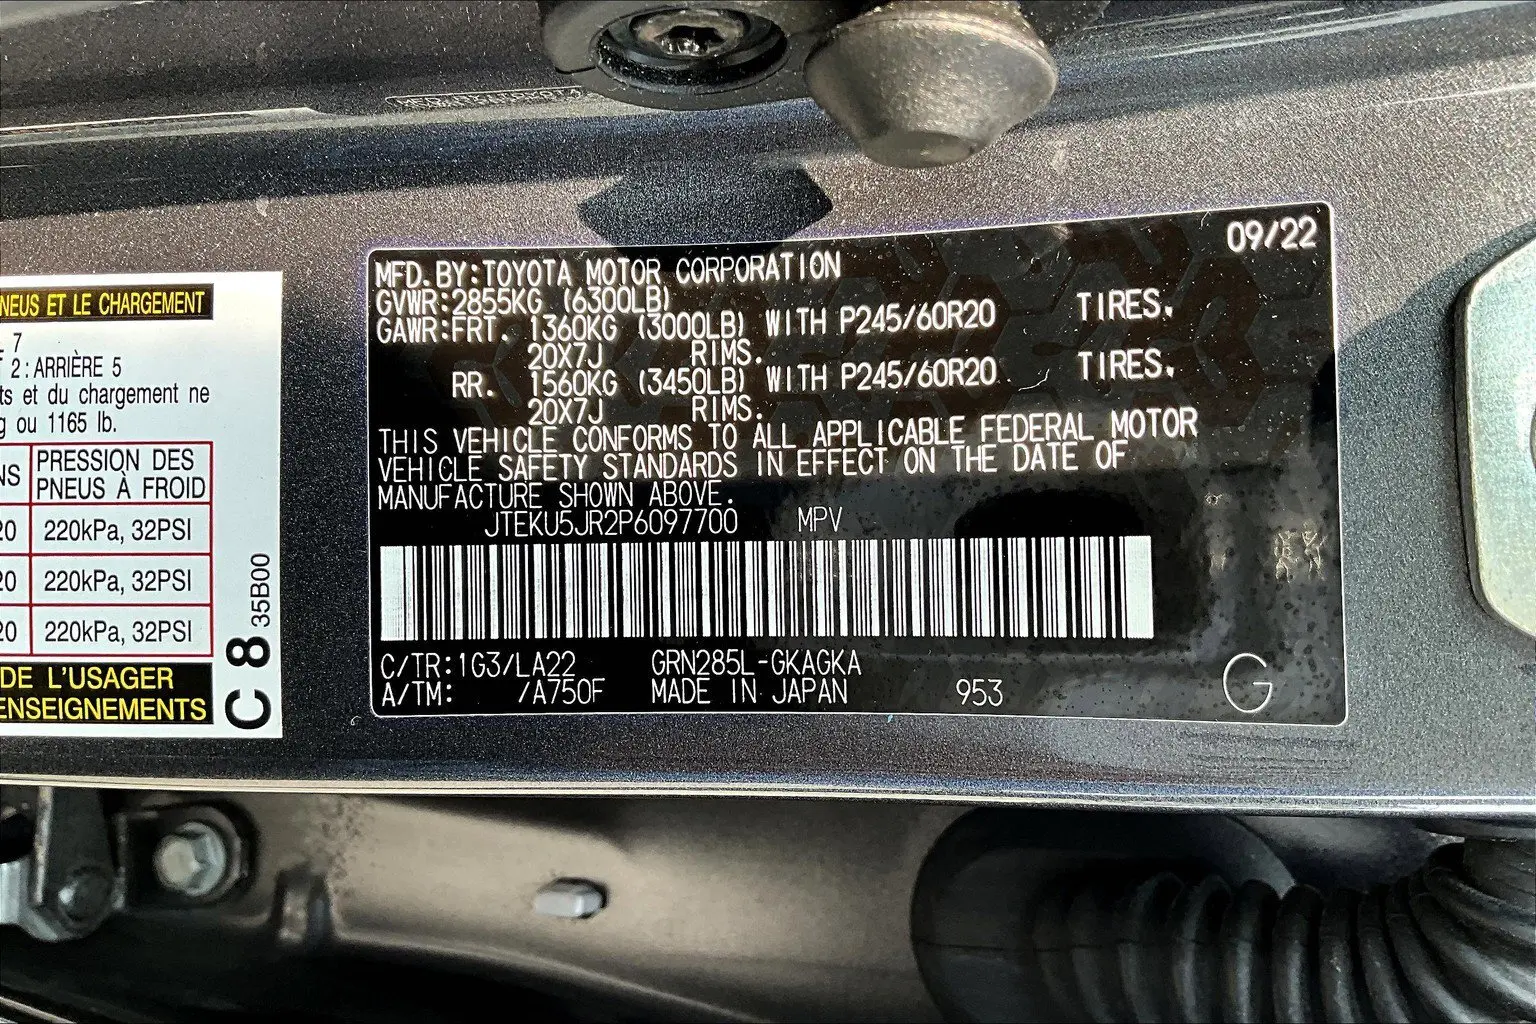 NEUS ET LE CHARGEMENT
7
2 : ARRIÈRE 5
ts et du chargement ne
g ou 1165 lb.
NS PRESSION DES
PNEUS À FROID
20 220kPa, 32PSI
20 220kPa, 32PSI
20 220kPa, 32PSI
DE L'USAGER
ENSEIGNEMENTS
C 8 35B00
09/22
MFD. BY:TOYOTA MOTOR CORPORATION
GVWR:2855KG (6300LB)
GAWR:FRT. 1360KG (3000LB) WITH P245/60R20 TIRES,
20X7J RIMS.
RR. 1560KG (3450LB) WITH P245/60R20 TIRES,
20X7J RIMS.
THIS VEHICLE CONFORMS TO ALL APPLICABLE FEDERAL MOTOR
VEHICLE SAFETY STANDARDS IN EFFECT ON THE DATE OF
MANUFACTURE SHOWN ABOVE.
JTEKU5JR2P6097700 MPV
C/TR:1G3/LA22 GRN285L-GKAGKA
A/TM: /A750F MADE IN JAPAN 953
G